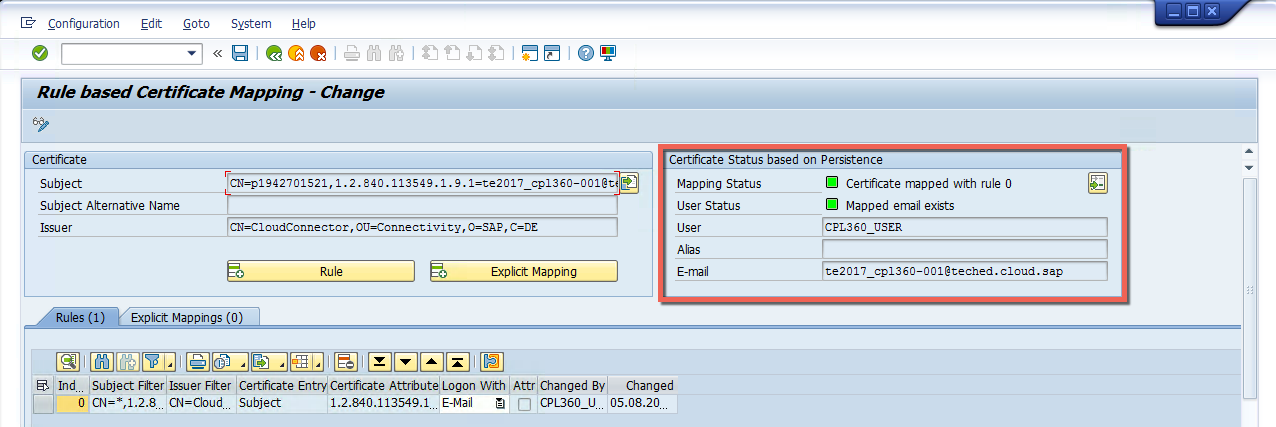 Configuration Edit Goto System Help
«
Rule based Certificate Mapping - Change
Certificate
Subject CN=p1942701521,1.2.840.113549.1.9.1=te2017_cpl360-001@te
Subject Alternative Name
Issuer CN=CloudConnector,OU=Connectivity,O=SAP,C=DE
Rule Explicit Mapping
Certificate Status based on Persistence
Mapping Status Certificate mapped with rule 0
User Status Mapped email exists
User CPL360_USER
Alias
E-mail te2017_cpl360-001@teched.cloud.sap
Rules (1) Explicit Mappings (0)
Ind... Subject Filter Issuer Filter Certificate Entry Certificate Attribute Logon With Attr Changed By Changed
0 CN=*,1.2.8... CN=Cloud... Subject 1.2.840.113549.1... E-Mail CPL360_U... 05.08.20...